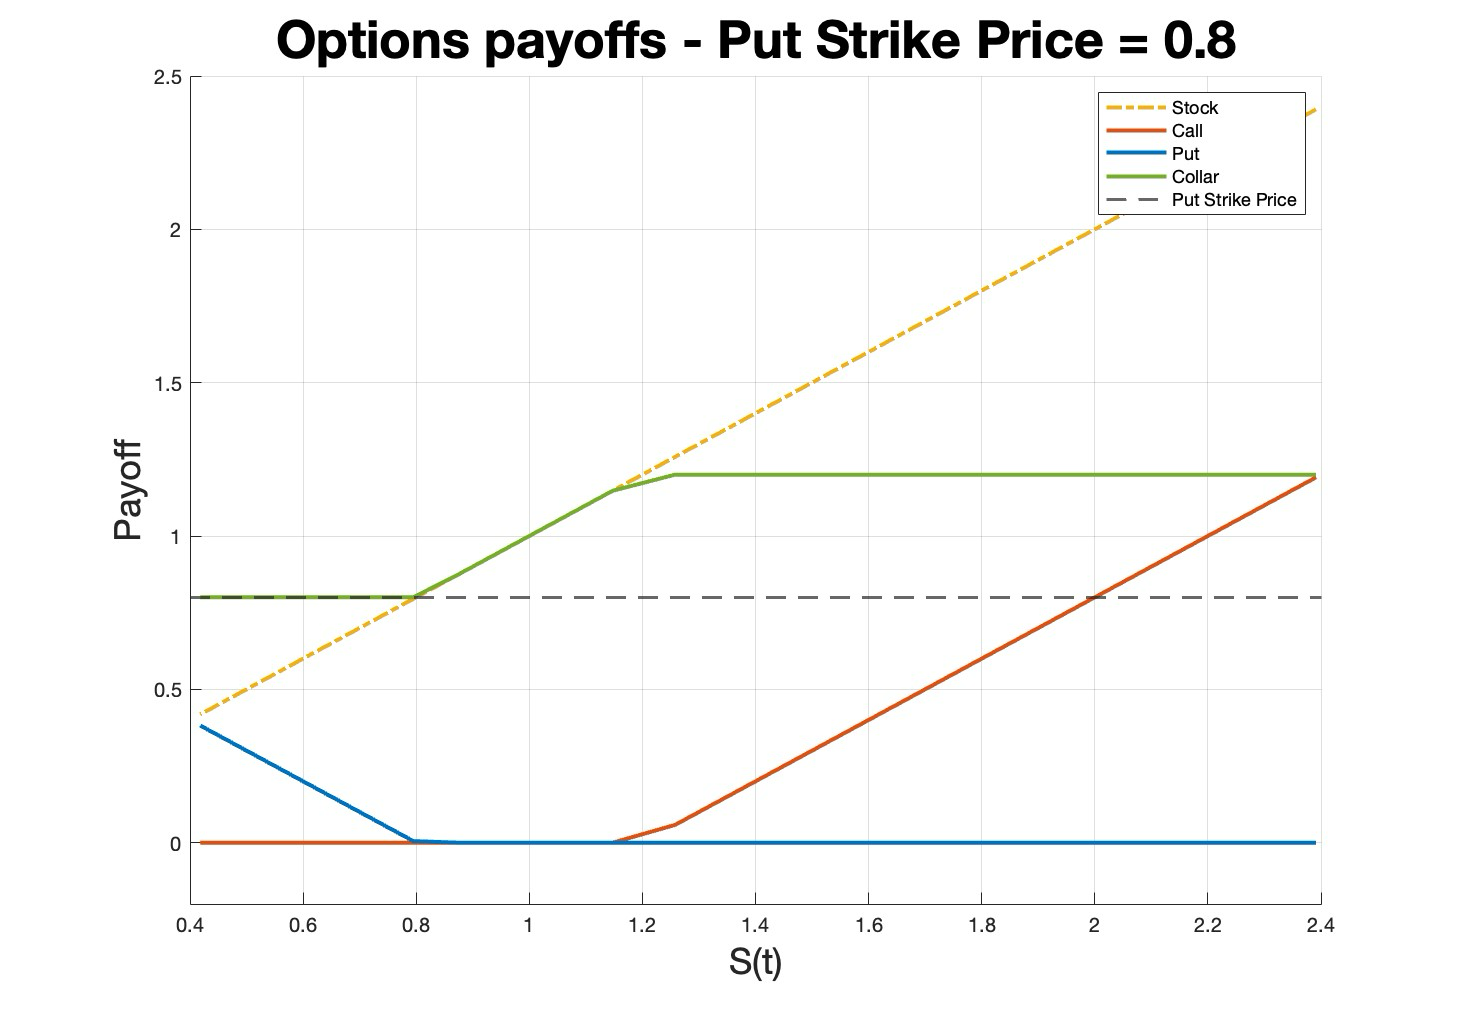 Options payoffs - Put Strike Price = 0.8
2.5
2
1.5
1
0.5
0
Payoff
Stock
Call
Put
Collar
Put Strike Price
0.4 0.6 0.8 1 1.2 1.4 1.6 1.8 2 2.2 2.4
S(t)